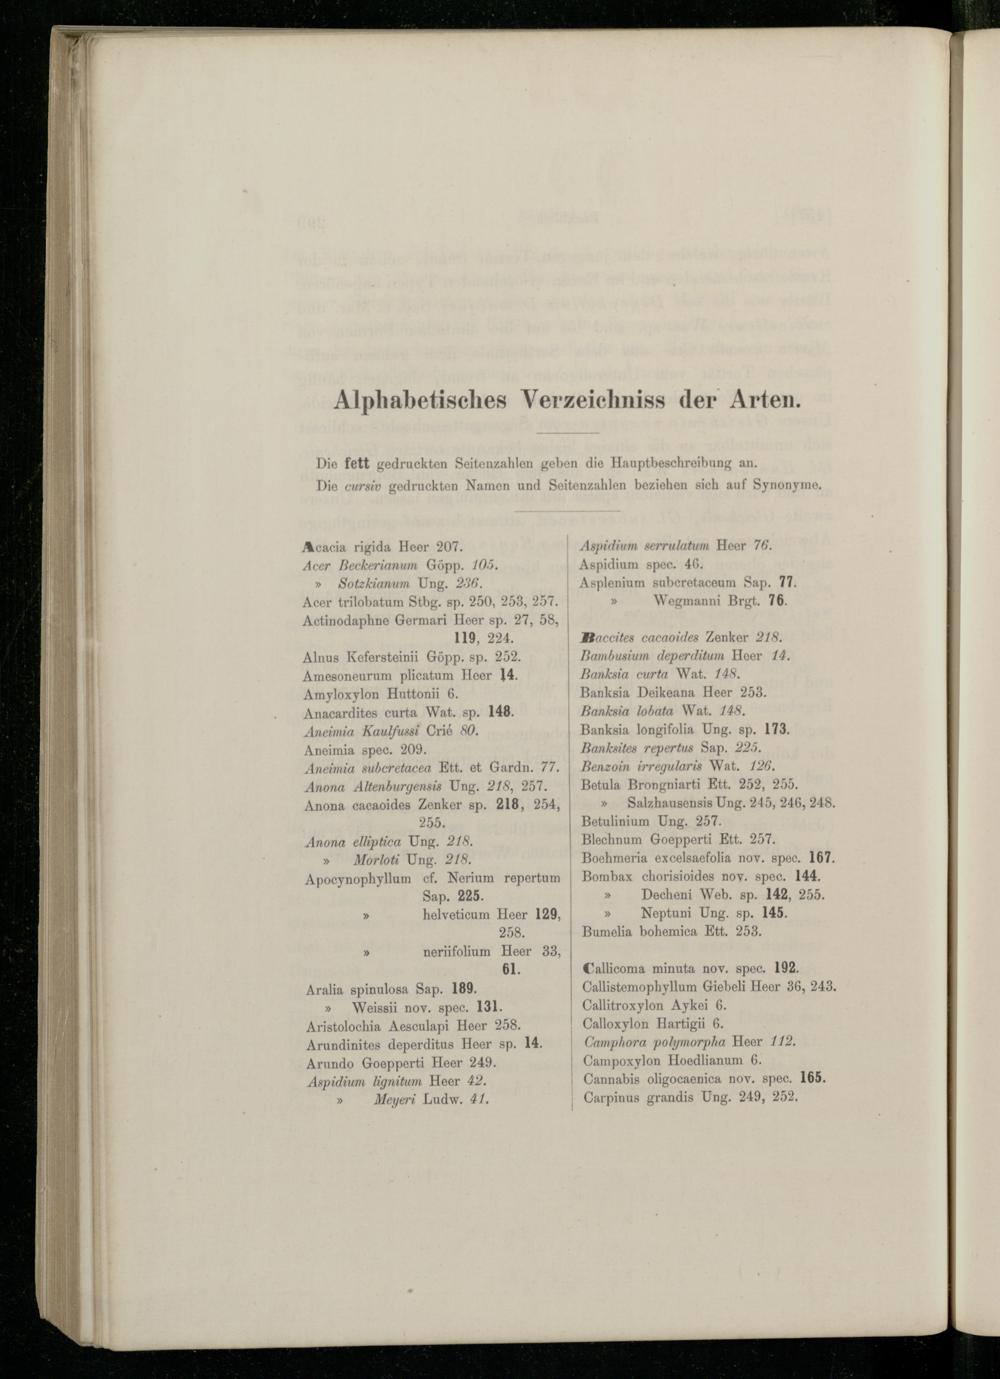 Alphabetisches Verzeichniss der Arten.
Die fett gedruckten Seitenzahlen geben die Hauptbeschreibung an.
Die cursiv gedruckten Namen und Seitenzahlen beziehen sich auf Synonyme.
Acacia rigida Heer 207.
Acer Beckerianum Göpp. 105.
» Sotzkianum Ung. 236.
Acer trilobatum Stbg. sp. 250, 253, 257.
Actinodaphne Germari Heer sp. 27, 58,
119, 224.
Alnus Kefersteinii Göpp. sp. 252.
Amesoneurum plicatum Heer 14.
Amyloxylon Huttonii 6.
Anacardites curta Wat. sp. 148.
Aneimia Kaulfussi Crié 80.
Aneimia spec. 209.
Aneimia subcretacea Ett. et Gardn. 77.
Anona Altenburgensis Ung. 218, 257.
Anona cacaoides Zenker sp. 218, 254,
255.
Anona elliptica Ung. 218.
» Morloti Ung. 218.
Apocynophyllum cf. Nerium repertum
Sap. 225.
» helveticum Heer 129,
258.
» neriifolium Heer 33,
61.
Aralia spinulosa Sap. 189.
» Weissii nov. spec. 131.
Aristolochia Aesculapi Heer 258.
Arundinites deperditus Heer sp. 14.
Arundo Goepperti Heer 249.
Aspidium lignitum Heer 42.
» Meyeri Ludw. 41.
Aspidium serrulatum Heer 76.
Aspidium spec. 46.
Asplenium subcretaceum Sap. 77.
» Wegmanni Brgt. 76.
Baccites cacaoides Zenker 218.
Bambusium deperditum Heer 14.
Banksia curta Wat. 148.
Banksia Deikeana Heer 253.
Banksia lobata Wat. 148.
Banksia longifolia Ung. sp. 173.
Banksites repertus Sap. 225.
Benzoin irregularis Wat. 126.
Betula Brongniarti Ett. 252, 255.
» Salzhausensis Ung. 245, 246, 248.
Betulinium Ung. 257.
Blechnum Goepperti Ett. 257.
Boehmeria excelsaefolia nov. spec. 167.
Bombax chorisioides nov. spec. 144.
» Decheni Web. sp. 142, 255.
» Neptuni Ung. sp. 145.
Bumelia bohemica Ett. 253.
Callicoma minuta nov. spec. 192.
Callistemophyllum Giebeli Heer 36, 243.
Callitroxylon Aykei 6.
Calloxylon Hartigii 6.
Camphora polymorpha Heer 112.
Campoxylon Hoedlianum 6.
Cannabis oligocaenica nov. spec. 165.
Carpinus grandis Ung. 249, 252.